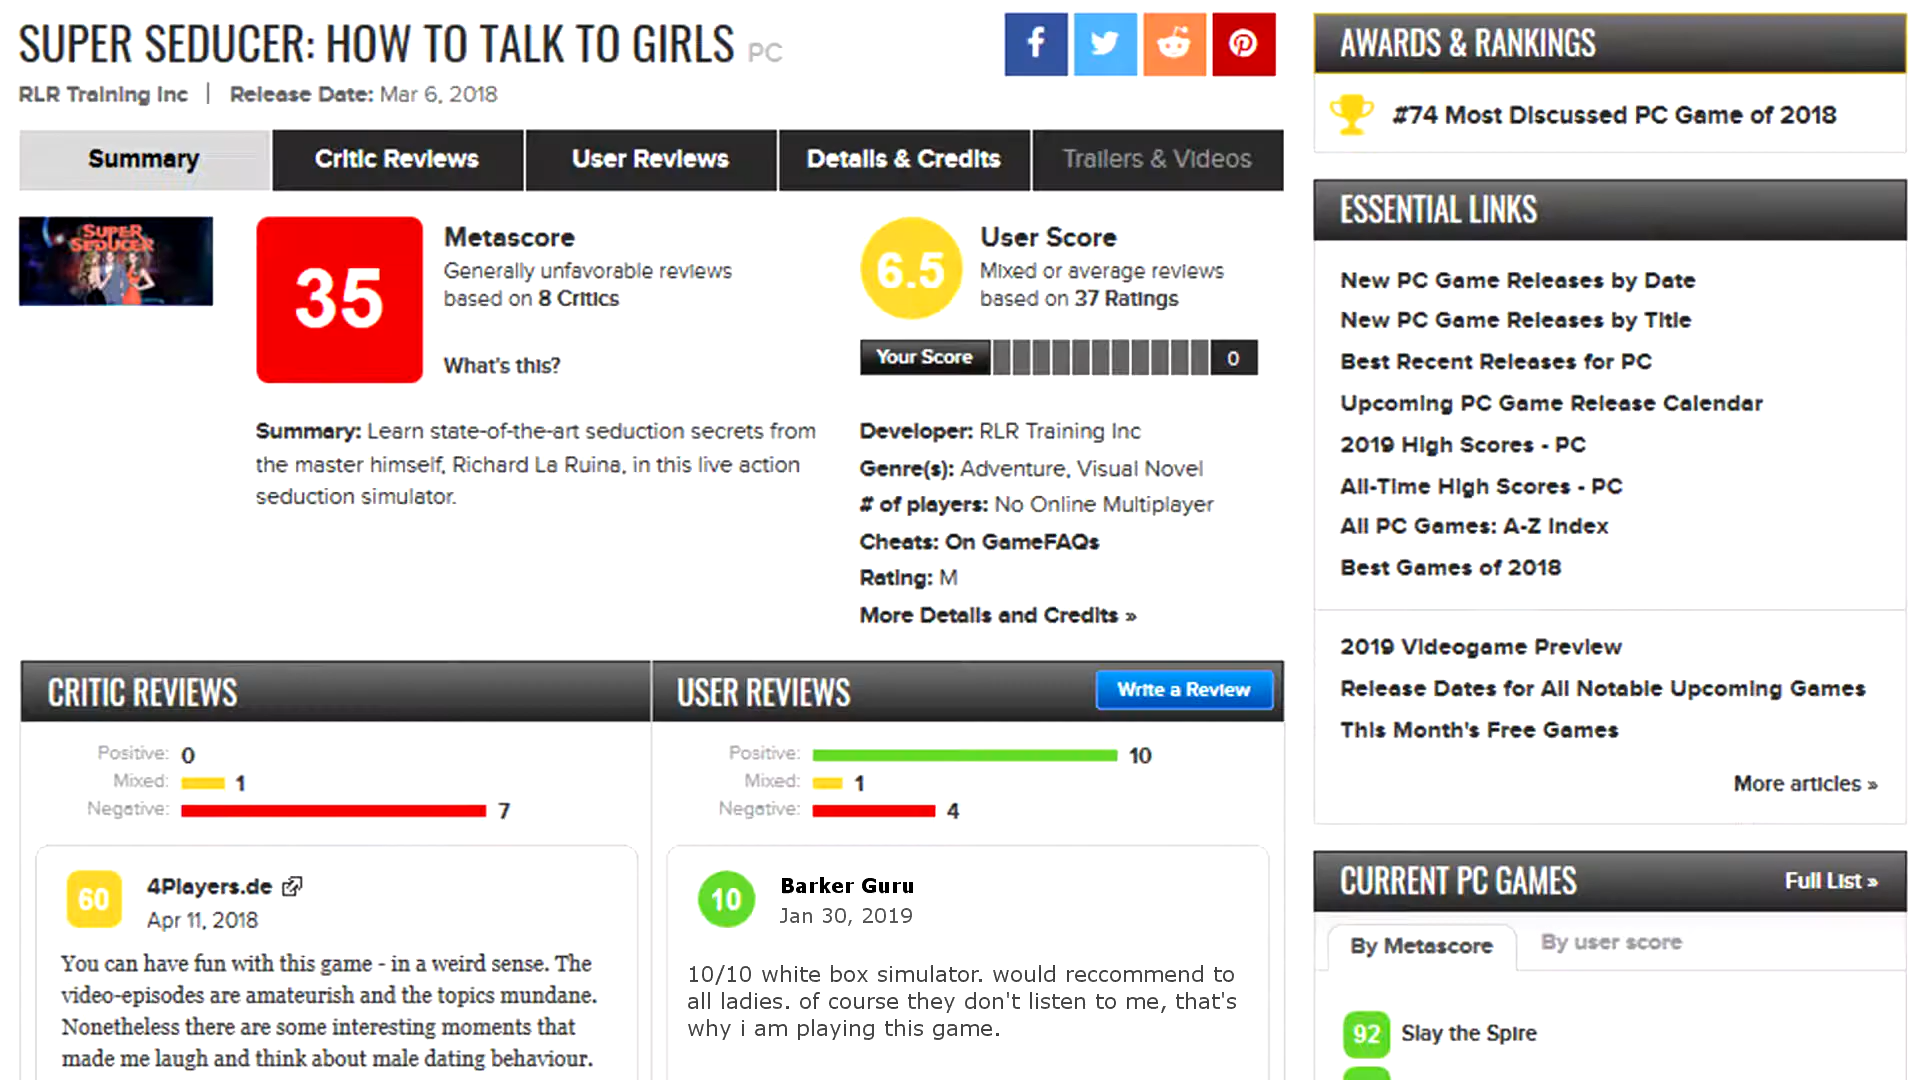 SUPER SEDUCER: HOW TO TALK TO GIRLS PC
RLR Training Inc | Release Date: Mar 6, 2018
Summary
Critic Reviews
User Reviews
Details & Credits
Trailers & Videos
SUPER
SEDUCER
35
Metascore
Generally unfavorable reviews
based on 8 Critics
What's this?
6.5
User Score
Mixed or average reviews
based on 37 Ratings
Your Score
0
Summary: Learn state-of-the-art seduction secrets from
the master himself, Richard La Ruina, in this live action
seduction simulator.
Developer: RLR Training Inc
Genre(s): Adventure, Visual Novel
# of players: No Online Multiplayer
Cheats: On GameFAQs
Rating: M
More Details and Credits »
CRITIC REVIEWS
Positive: 0
Mixed: 1
Negative: 7
60
4Players.de
Apr 11, 2018
You can have fun with this game - in a weird sense. The
video-episodes are amateurish and the topics mundane.
Nonetheless there are some interesting moments that
made me laugh and think about male dating behaviour.
USER REVIEWS
Write a Review
Positive: 10
Mixed: 1
Negative: 4
10
Barker Guru
Jan 30, 2019
10/10 white box simulator. would reccommend to
all ladies. of course they don't listen to me, that's
why i am playing this game.
AWARDS & RANKINGS
#74 Most Discussed PC Game of 2018
ESSENTIAL LINKS
New PC Game Releases by Date
New PC Game Releases by Title
Best Recent Releases for PC
Upcoming PC Game Release Calendar
2019 High Scores - PC
All-Time High Scores - PC
All PC Games: A-Z Index
Best Games of 2018
2019 Videogame Preview
Release Dates for All Notable Upcoming Games
This Month's Free Games
More articles »
CURRENT PC GAMES
Full List »
By Metascore
By user score
92 Slay the Spire